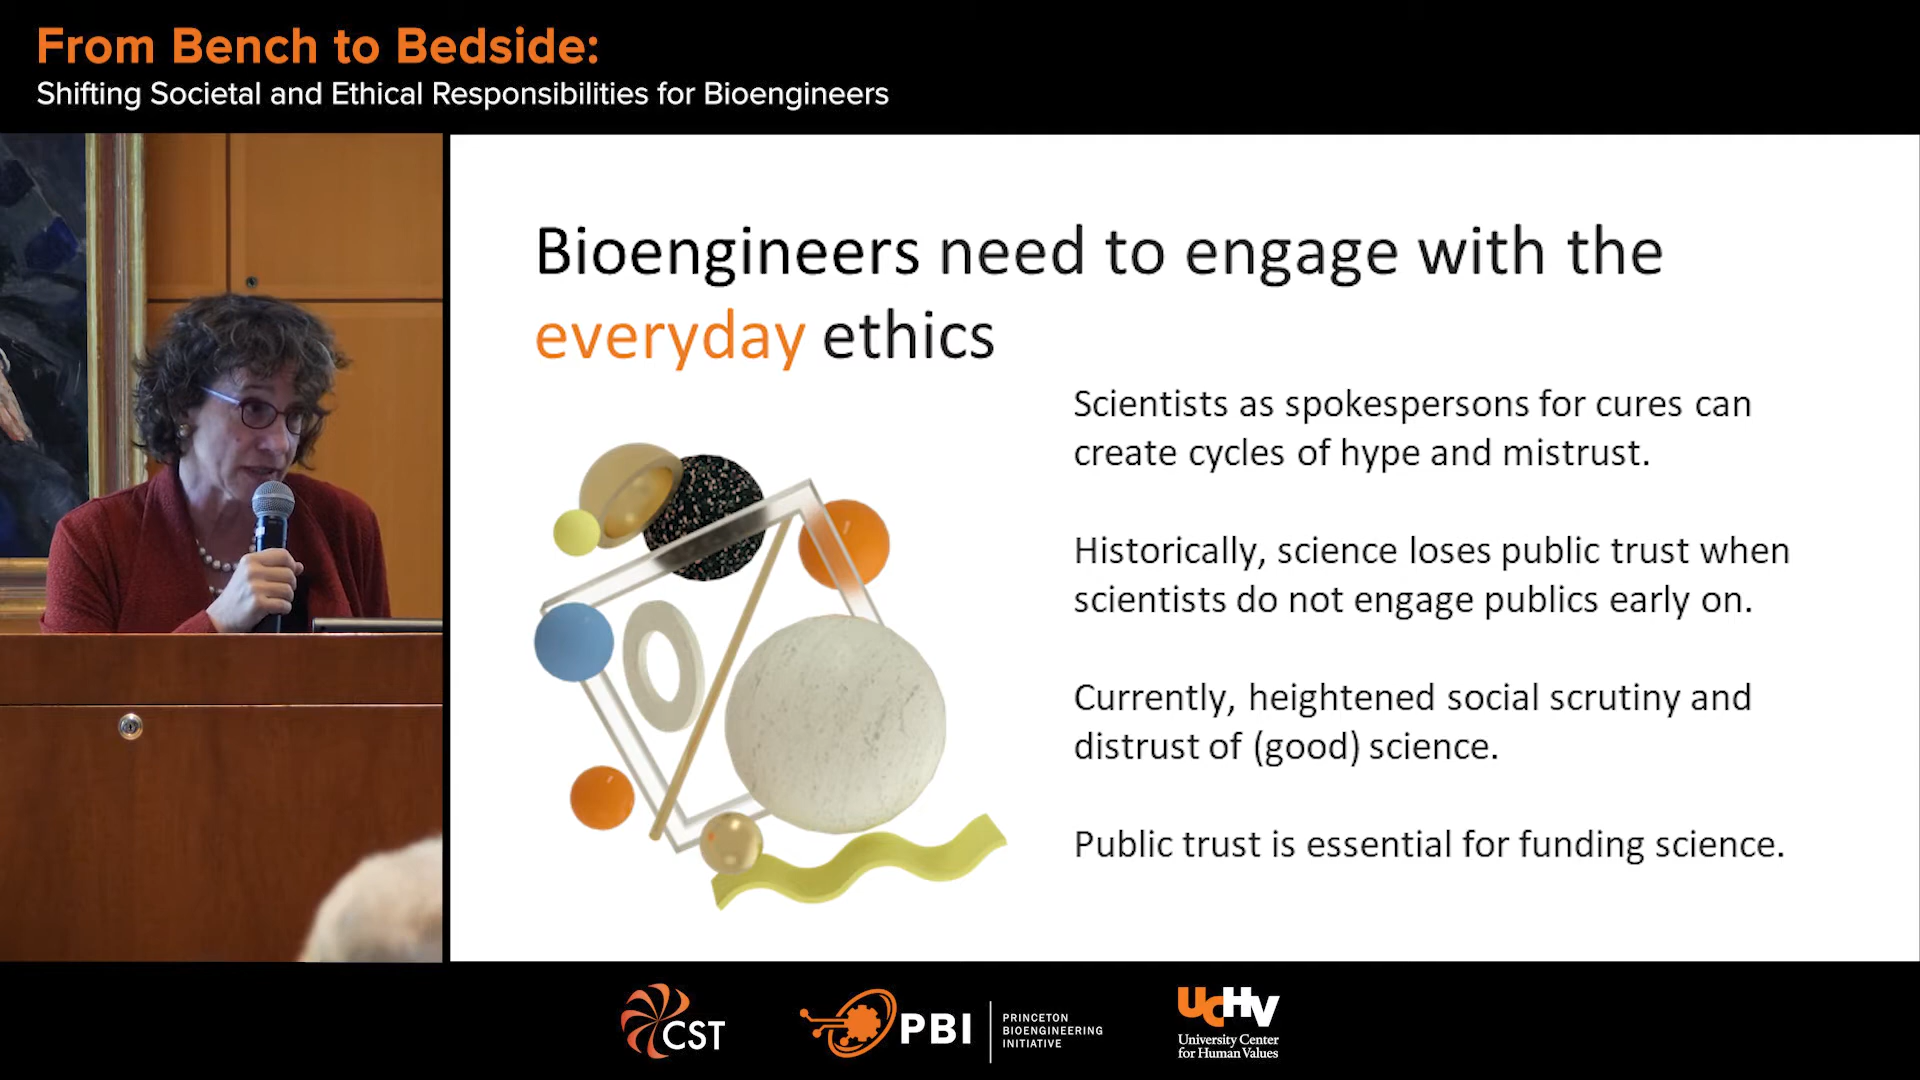 From Bench to Bedside:
Shifting Societal and Ethical Responsibilities for Bioengineers
Bioengineers need to engage with the
everyday ethics
Scientists as spokespersons for cures can
create cycles of hype and mistrust.
Historically, science loses public trust when
scientists do not engage publics early on.
Currently, heightened social scrutiny and
distrust of (good) science.
Public trust is essential for funding science.
CST
PBI
PRINCETON
BIOENGINEERING
INITIATIVE
UCHV
University Center
for Human Values